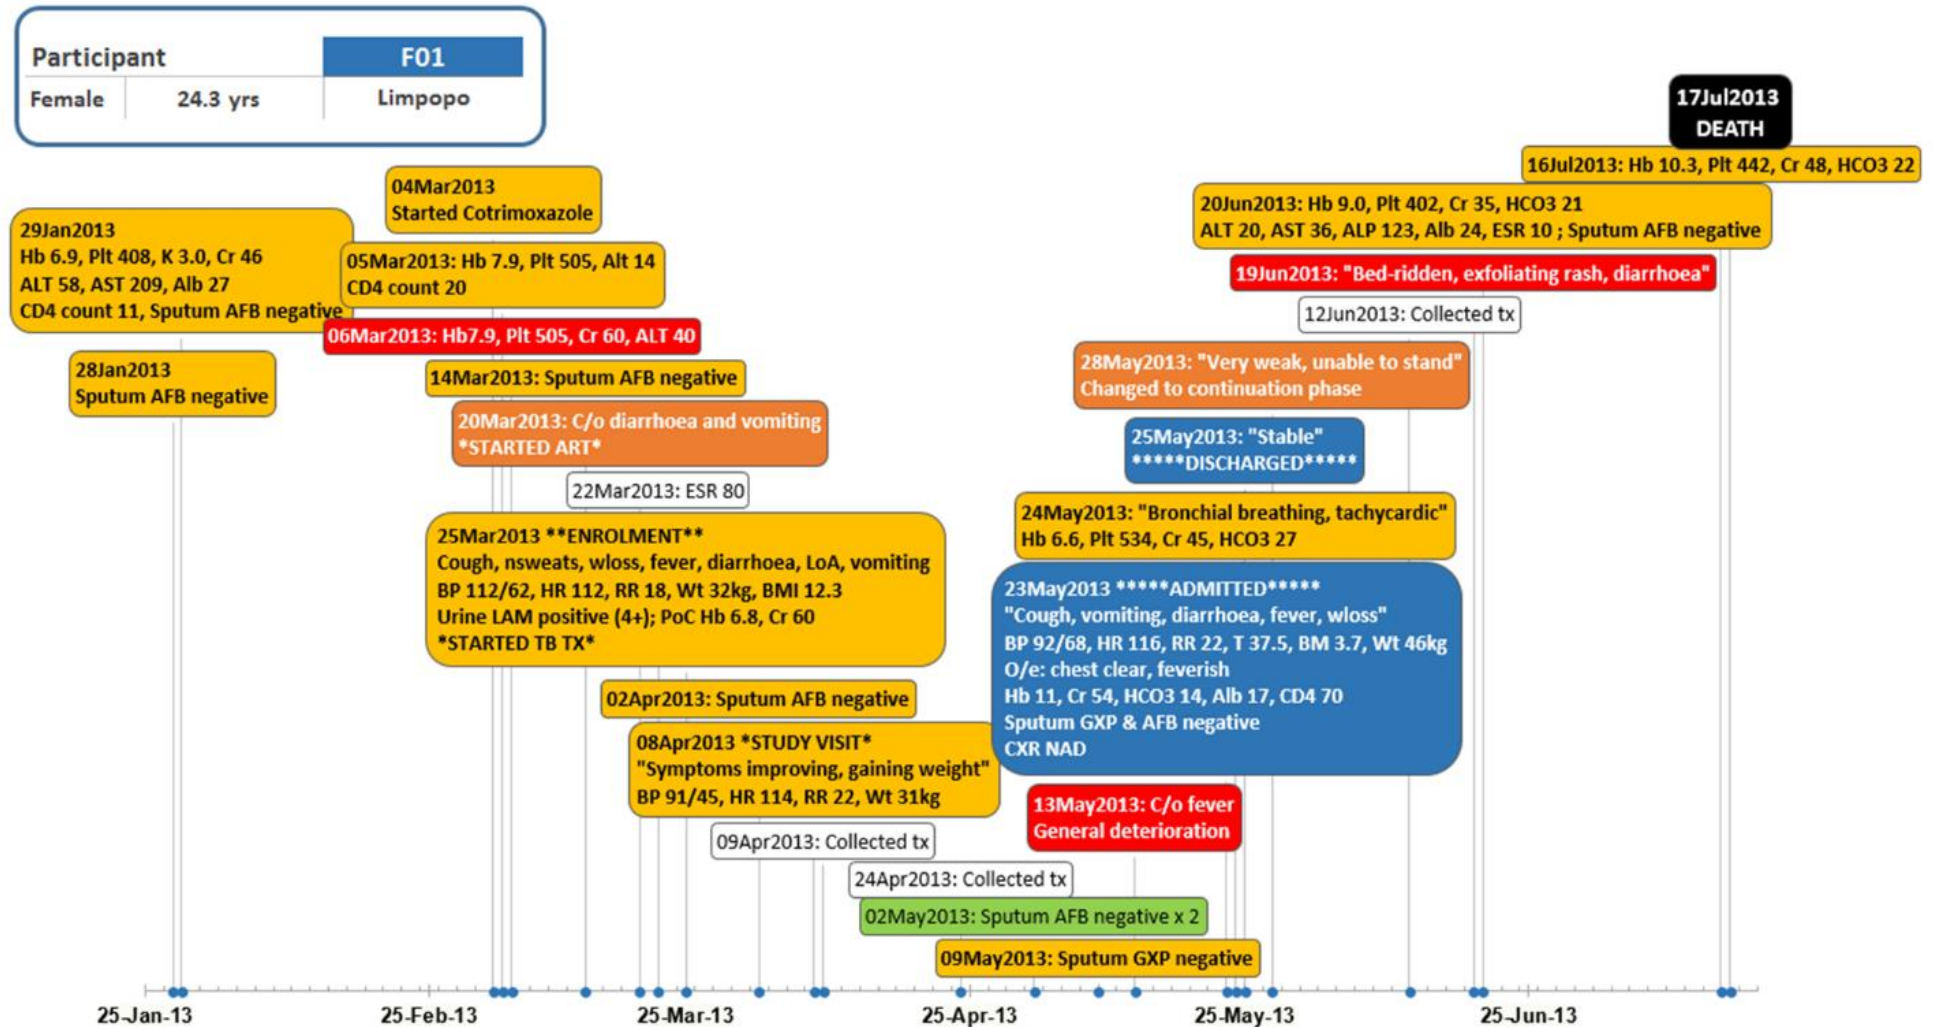 Participant F01
Female 24.3 yrs Limpopo
29Jan2013
Hb 6.9, Plt 408, K 3.0, Cr 46
ALT 58, AST 209, Alb 27
CD4 count 11, Sputum AFB negative
28Jan2013
Sputum AFB negative
04Mar2013
Started Cotrimoxazole
05Mar2013: Hb 7.9, Plt 505, Alt 14
CD4 count 20
06Mar2013: Hb7.9, Plt 505, Cr 60, ALT 40
14Mar2013: Sputum AFB negative
20Mar2013: C/o diarrhoea and vomiting
*STARTED ART*
22Mar2013: ESR 80
25Mar2013 **ENROLMENT**
Cough, nsweats, wloss, fever, diarrhoea, LoA, vomiting
BP 112/62, HR 112, RR 18, Wt 32kg, BMI 12.3
Urine LAM positive (4+); PoC Hb 6.8, Cr 60
*STARTED TB TX*
02Apr2013: Sputum AFB negative
08Apr2013 *STUDY VISIT*
"Symptoms improving, gaining weight"
BP 91/45, HR 114, RR 22, Wt 31kg
09Apr2013: Collected tx
24Apr2013: Collected tx
02May2013: Sputum AFB negative x 2
09May2013: Sputum GXP negative
17Jul2013
DEATH
16Jul2013: Hb 10.3, Plt 442, Cr 48, HCO3 22
20Jun2013: Hb 9.0, Plt 402, Cr 35, HCO3 21
ALT 20, AST 36, ALP 123, Alb 24, ESR 10 ; Sputum AFB negative
19Jun2013: "Bed-ridden, exfoliating rash, diarrhoea"
12Jun2013: Collected tx
28May2013: "Very weak, unable to stand"
Changed to continuation phase
25May2013: "Stable"
*****DISCHARGED*****
24May2013: "Bronchial breathing, tachycardic"
Hb 6.6, Plt 534, Cr 45, HCO3 27
23May2013 *****ADMITTED*****
"Cough, vomiting, diarrhoea, fever, wloss"
BP 92/68, HR 116, RR 22, T 37.5, BM 3.7, Wt 46kg
O/e: chest clear, feverish
Hb 11, Cr 54, HCO3 14, Alb 17, CD4 70
Sputum GXP & AFB negative
CXR NAD
13May2013: C/o fever
General deterioration
25-Jan-13 25-Feb-13 25-Mar-13 25-Apr-13 25-May-13 25-Jun-13